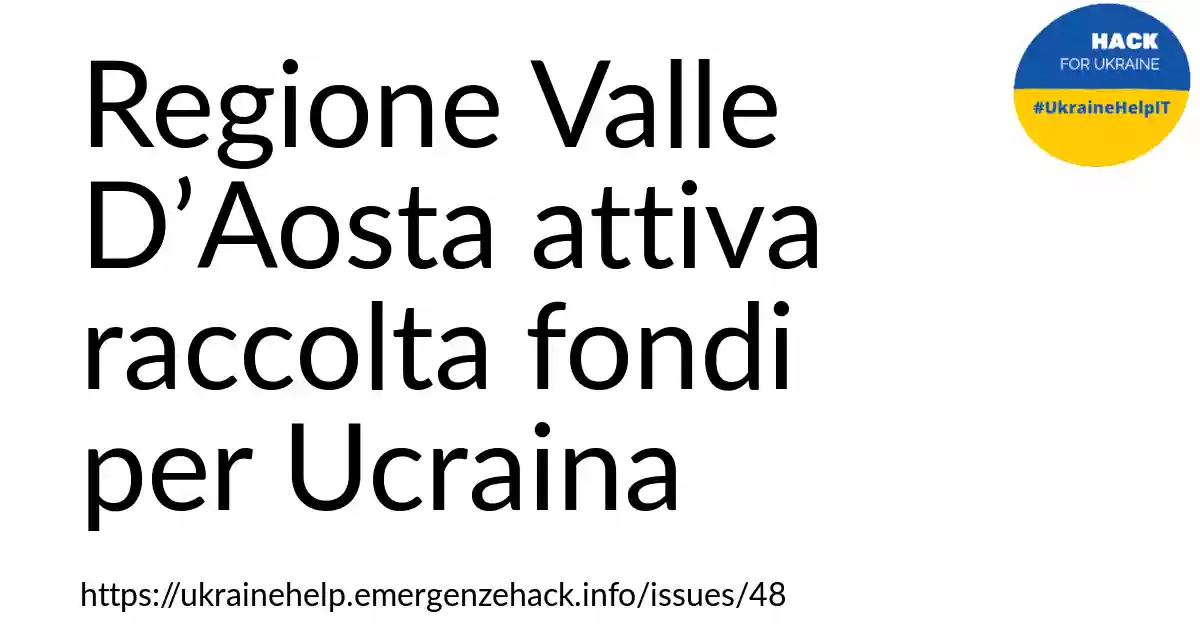 HACK
FOR UKRAINE
#UkraineHelpIT
Regione Valle
D’Aosta attiva
raccolta fondi
per Ucraina
https://ukrainehelp.emergenzehack.info/issues/48